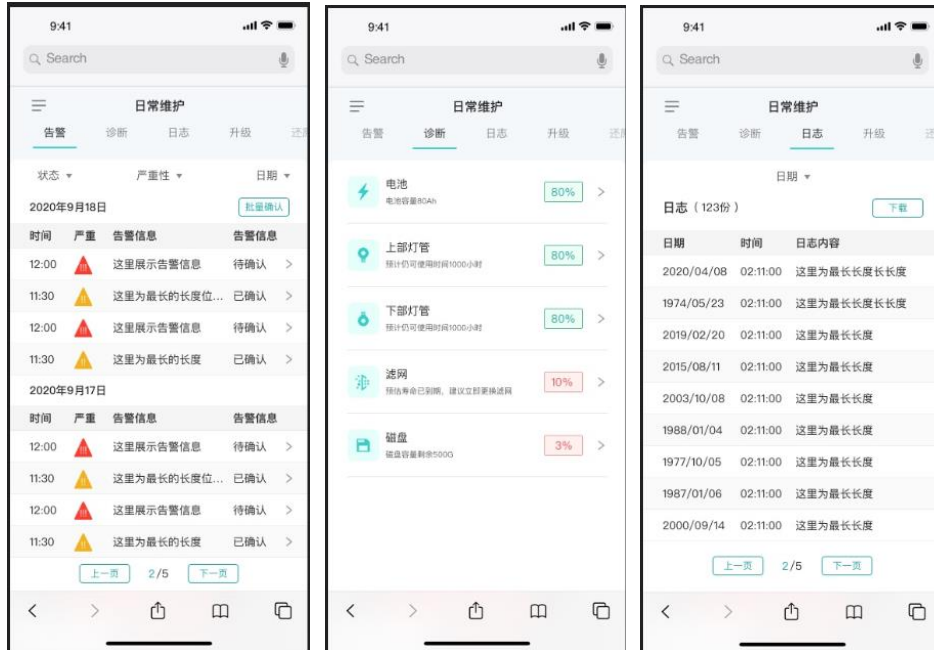 9:41
Search
日常维护
告警 诊断 日志 升级
状态 严重性 日期
2020年9月18日 批量确认
时间 严重 告警信息 告警信息
12:00 这里展示告警信息 待确认
11:30 这里为最长的长度位... 已确认
12:00 这里展示告警信息 待确认
11:30 这里为最长的长度 已确认
2020年9月17日
时间 严重 告警信息 告警信息
12:00 这里展示告警信息 待确认
11:30 这里为最长的长度位... 已确认
12:00 这里展示告警信息 待确认
11:30 这里为最长的长度 已确认
上一页 2/5 下一页
9:41
Search
日常维护
告警 诊断 日志 升级 还
电池
电池容量80Ah
80%
上部灯管
预计仍可使用时间1000小时
80%
下部灯管
预计仍可使用时间1000小时
80%
滤网
预估寿命已到期，建议立即更换滤网
10%
磁盘
磁盘容量剩余500G
3%
9:41
Search
日常维护
告警 诊断 日志 升级
日期
日志（123份） 下载
日期 时间 日志内容
2020/04/08 02:11:00 这里为最长长度长长度
1974/05/23 02:11:00 这里为最长长度长长度
2019/02/20 02:11:00 这里为最长长度
2015/08/11 02:11:00 这里为最长长度
2003/10/08 02:11:00 这里为最长长度
1988/01/04 02:11:00 这里为最长长度
1977/10/05 02:11:00 这里为最长长度
1987/01/06 02:11:00 这里为最长长度
2000/09/14 02:11:00 这里为最长长度
上一页 2/5 下一页